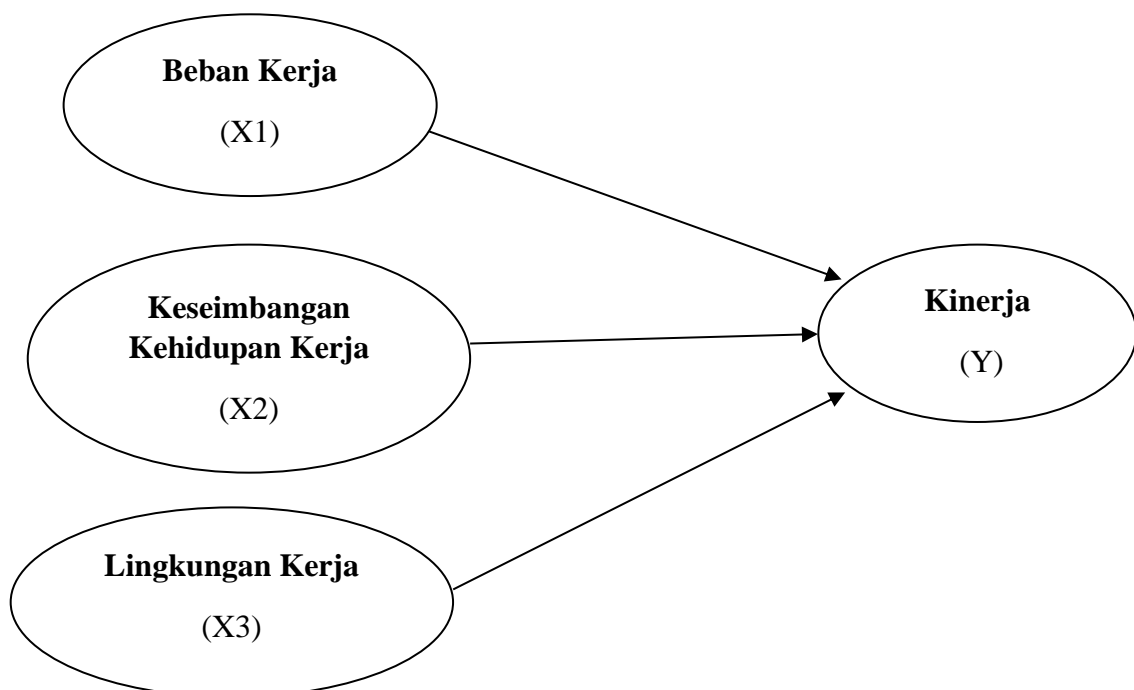 Beban Kerja
(X1)
Keseimbangan
Kehidupan Kerja
(X2)
Lingkungan Kerja
(X3)
Kinerja
(Y)